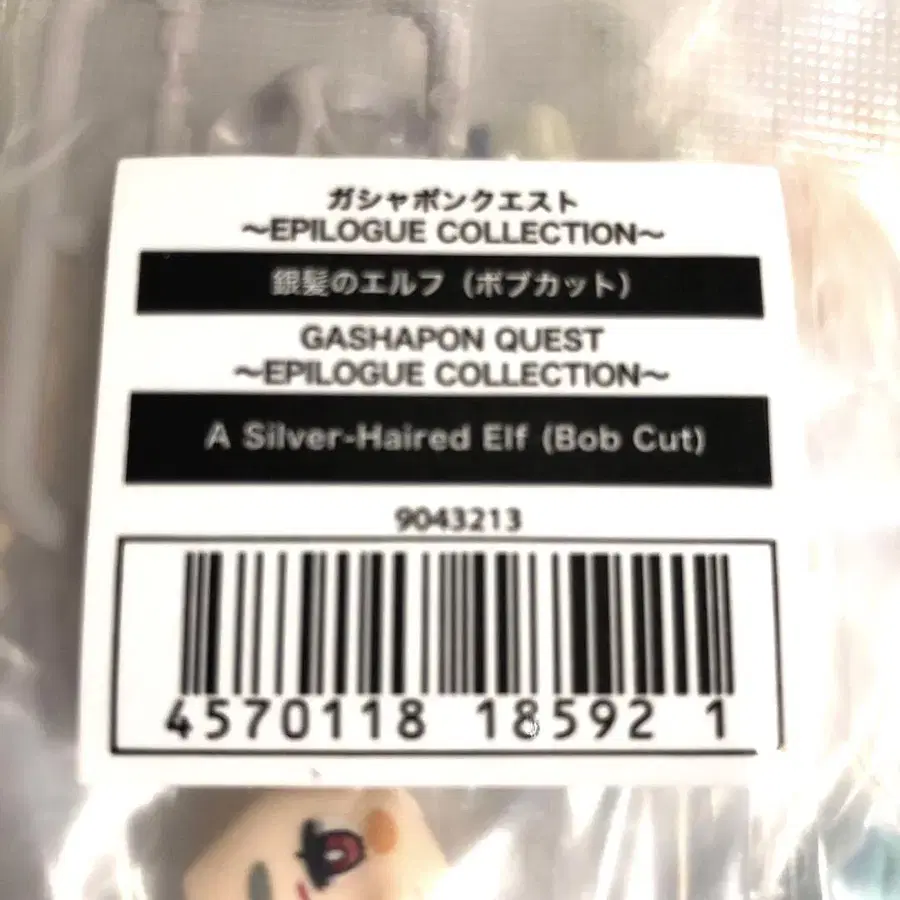 ガシャポンクエスト
～EPILOGUE COLLECTION～
銀髪のエルフ（ボブカット）
GASHAPON QUEST
～EPILOGUE COLLECTION～
A Silver-Haired Elf (Bob Cut)
9043213
4570118 18592 1